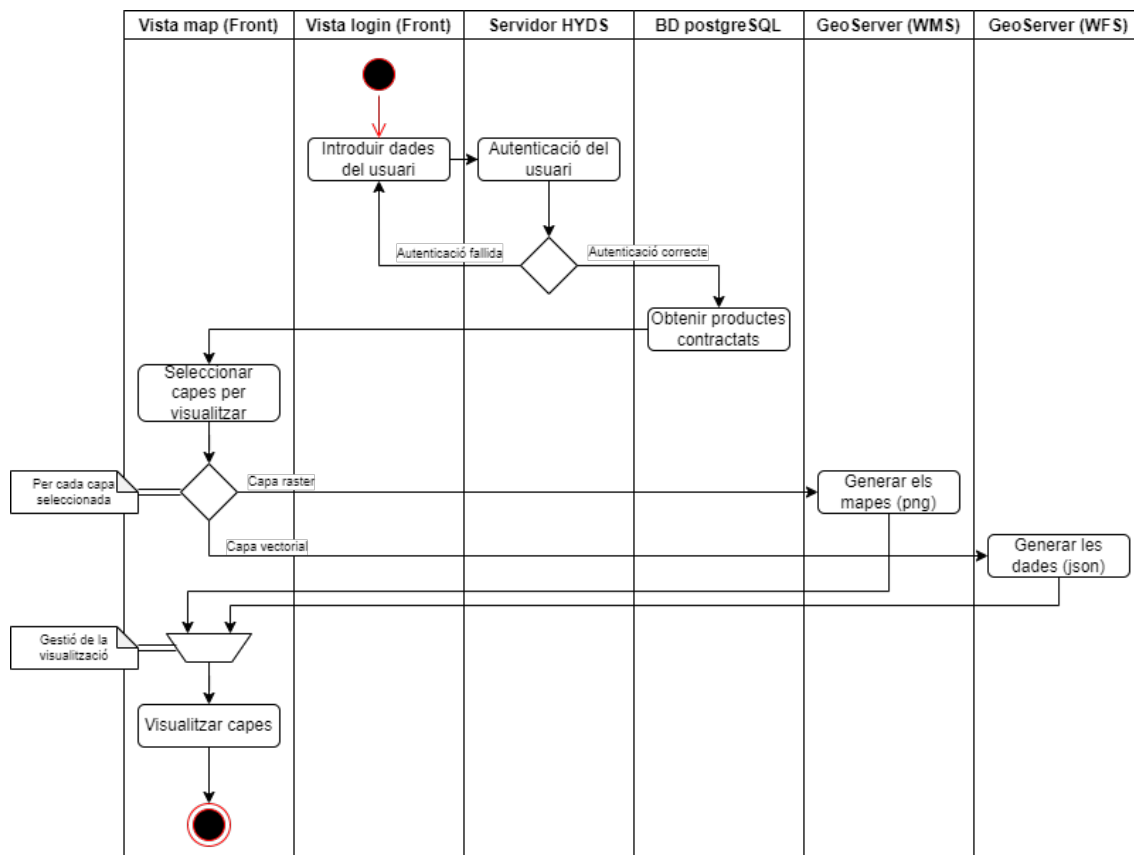 Vista map (Front)
Vista login (Front)
Servidor HYDS
BD postgreSQL
GeoServer (WMS)
GeoServer (WFS)
Introduir dades
del usuari
Autenticació del
usuari
Autenticació fallida
Autenticació correcte
Obtenir productes
contractats
Seleccionar
capes per
visualitzar
Per cada capa
seleccionada
Capa raster
Generar els
mapes (png)
Capa vectorial
Generar les
dades (json)
Gestió de la
visualització
Visualitzar capes